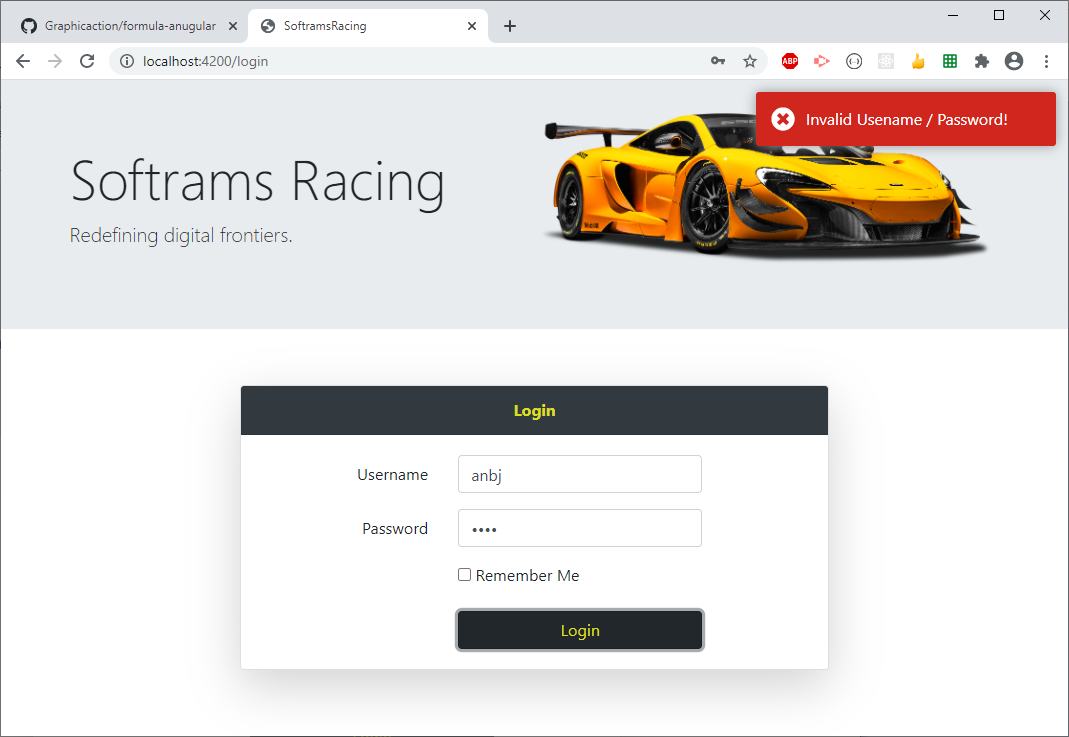 Graphicaction/formula-anugular
SoftramsRacing
localhost:4200/login
ABP
Invalid Usename / Password!
Softrams Racing
Redefining digital frontiers.
Login
Username
anbj
Password
••••
Remember Me
Login